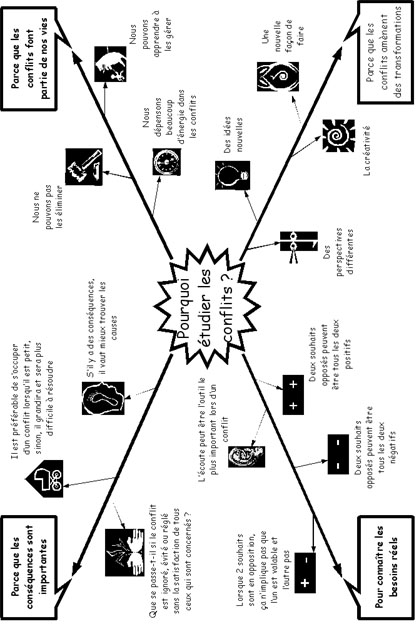 Parce que les
conflits font
partie de nos vies
Nous
pouvons
apprendre à
les gérer
Nous ne
pouvons pas
les éliminer
Nous
dépensons
beaucoup
d'énergie dans
les conflits
Parce que les
conflits amènent
des transformations
Une
nouvelle
façon de
faire
La créativité
Des idées
nouvelles
Des
perspectives
différentes
Pourquoi
étudier les
conflits ?
Il est préférable de s'occuper
d'un conflit lorsqu'il est petit,
sinon, il grandire et sera plus
difficile à résoudre
S'il y a des conséquences,
il vaut mieux trouver les
causes
Parce que les
conséquences sont
importantes
Que se passe-t-il si le conflit
est ignoré, évité ou réglé
sans la satisfaction de tous
ceux qui sont concernés ?
L'écoute peut être l'outil le
plus important lors d'un
conflit
Deux souhaits
opposés peuvent
être tous les deux
positifs
+ +
Deux souhaits
opposés peuvent être
tous les deux
négatifs
- -
Lorsque 2 souhaits
sont en opposition,
ça n'implique pas que
l'un est valable et
l'autre pas
+ -
Pour connaître les
besoins réels